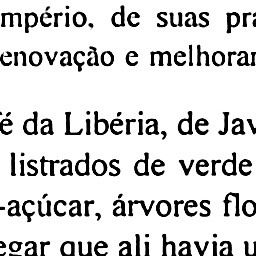 mpério, de suas pra
enovação e melhorar
é da Libéria, de Jav
listrados de verde
-açúcar, árvores flo
egar que ali havia u